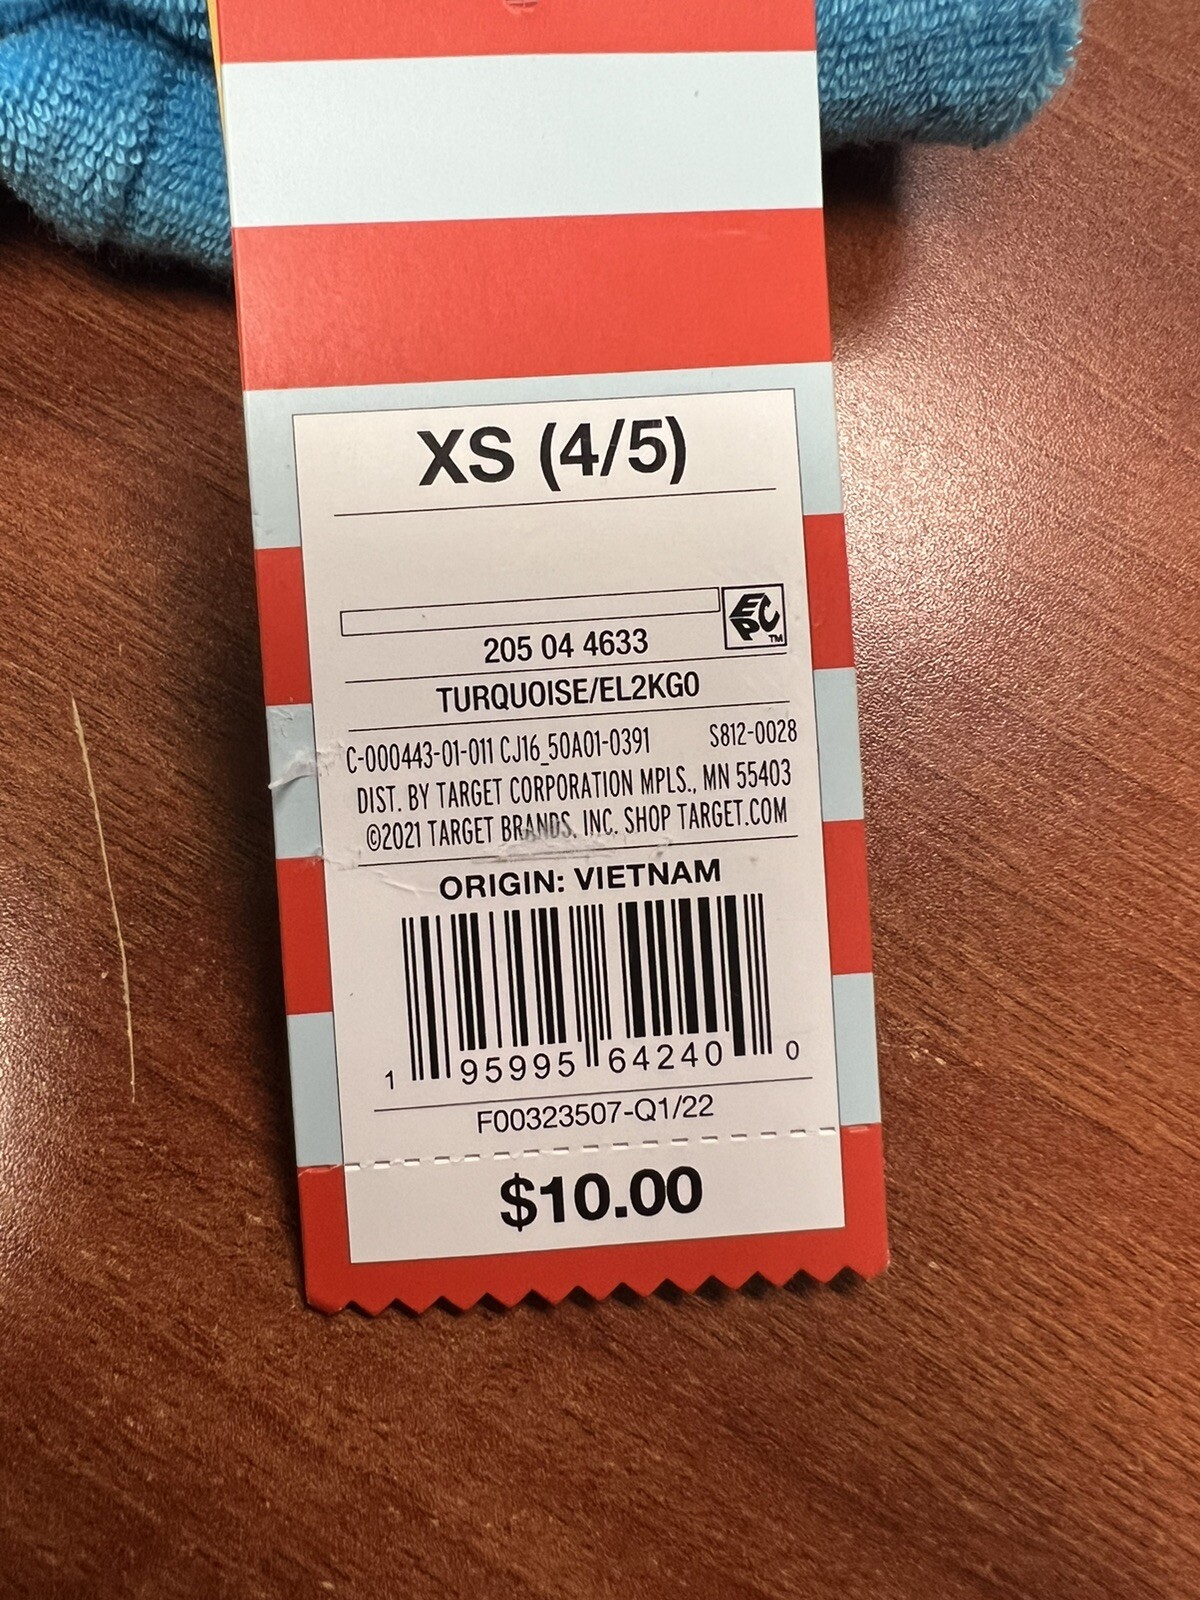 XS (4/5)
EPC™
205 04 4633
TURQUOISE/EL2KG0
C-000443-01-011 CJ16_50A01-0391 S812-0028
DIST. BY TARGET CORPORATION MPLS., MN 55403
©2021 TARGET BRANDS, INC. SHOP TARGET.COM
ORIGIN: VIETNAM
1 95995 64240 0
F00323507-Q1/22
$10.00